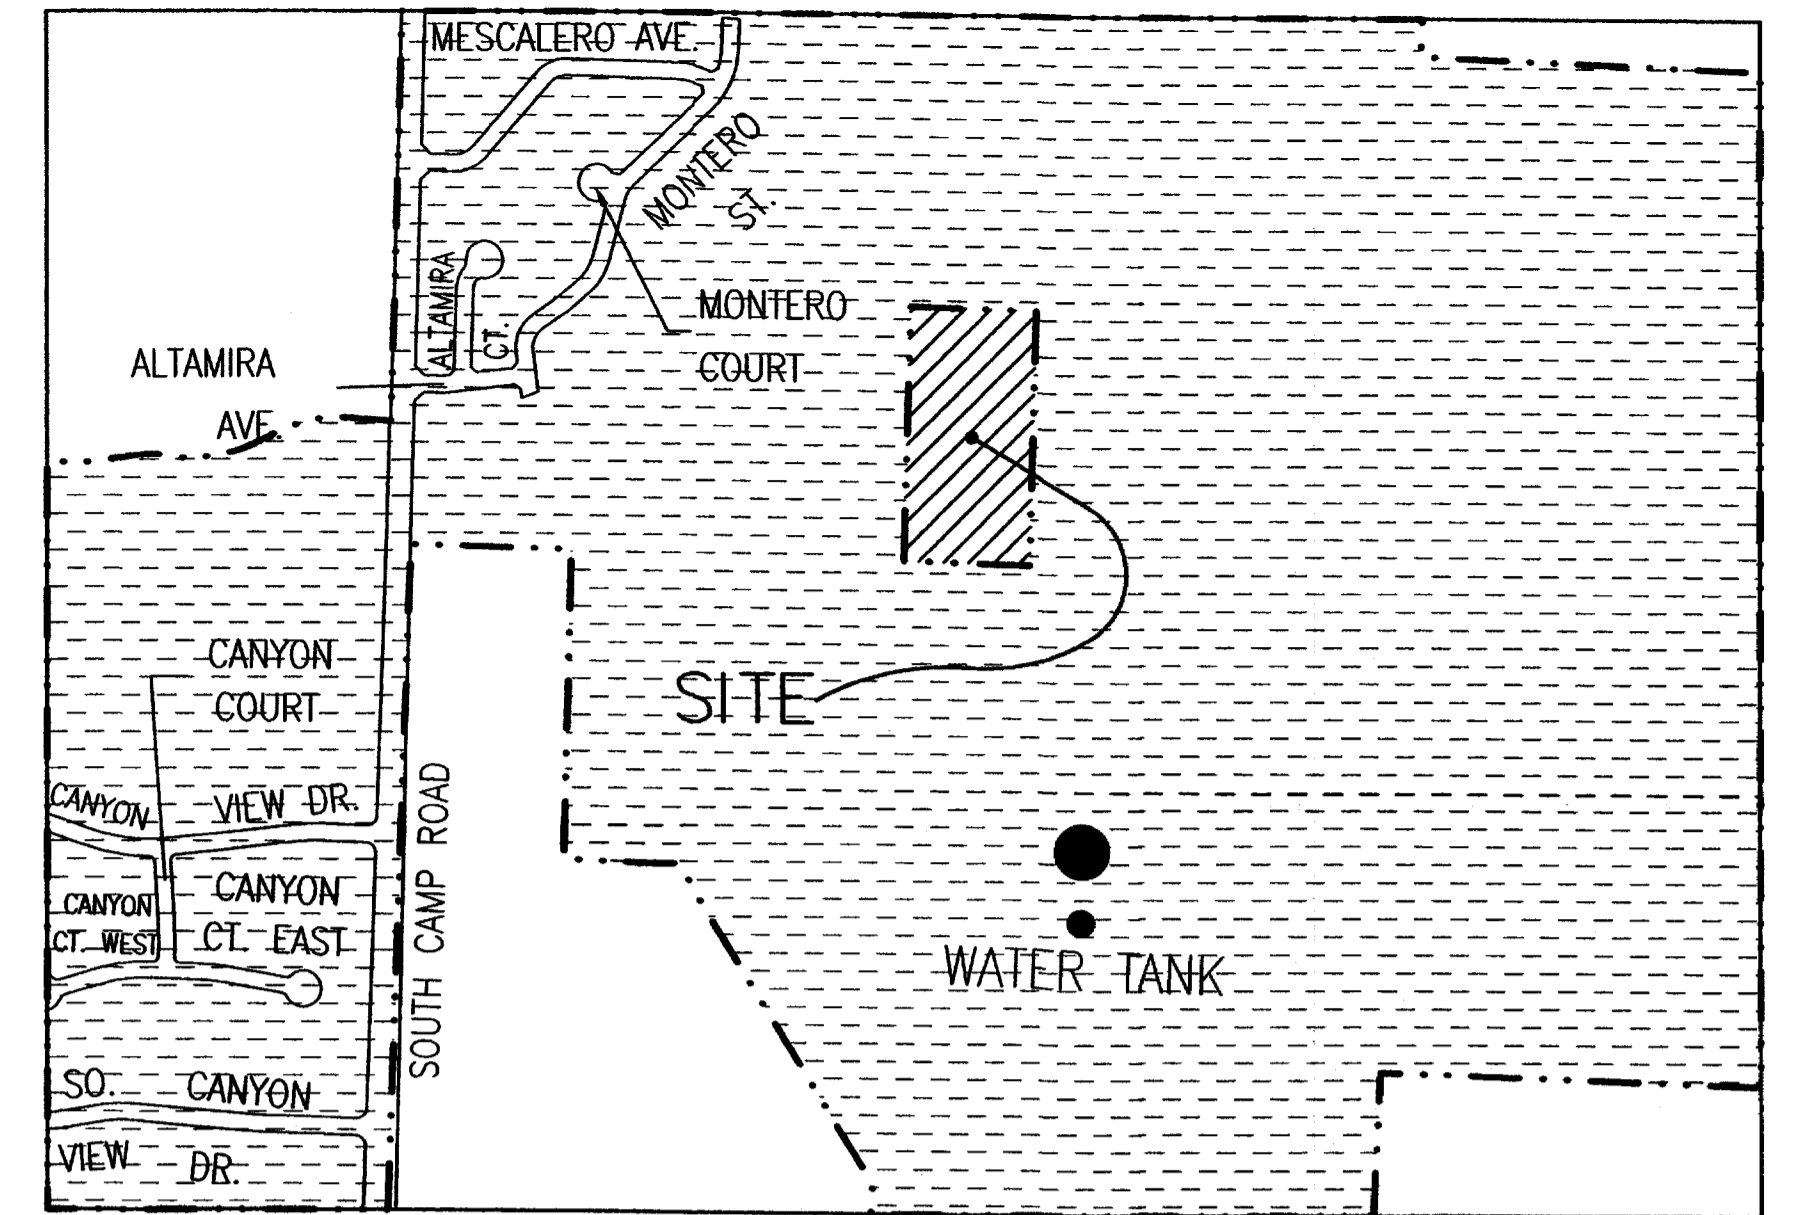 MESCALERO AVE.
MONTERO
ST.
ALTAMIRA
CT.
MONTERO
COURT
ALTAMIRA
AVE.
CANYON
COURT
SITE
CANYON VIEW DR.
SOUTH CAMP ROAD
CANYON
CT. WEST
CANYON
CT. EAST
WATER TANK
SO. CANYON
VIEW DR.